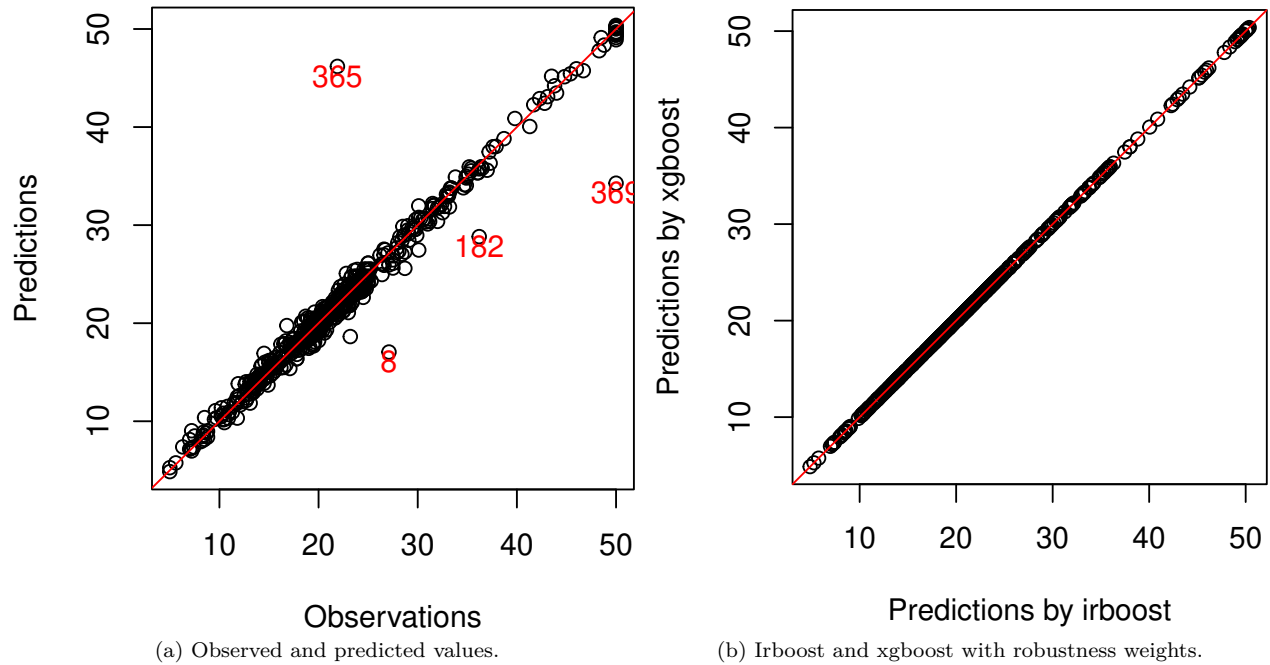 Predictions
50
40
30
20
10
365
369
182
8
10 20 30 40 50
Observations
(a) Observed and predicted values.
Predictions by xgboost
50
40
30
20
10
10 20 30 40 50
Predictions by irboost
(b) Irboost and xgboost with robustness weights.